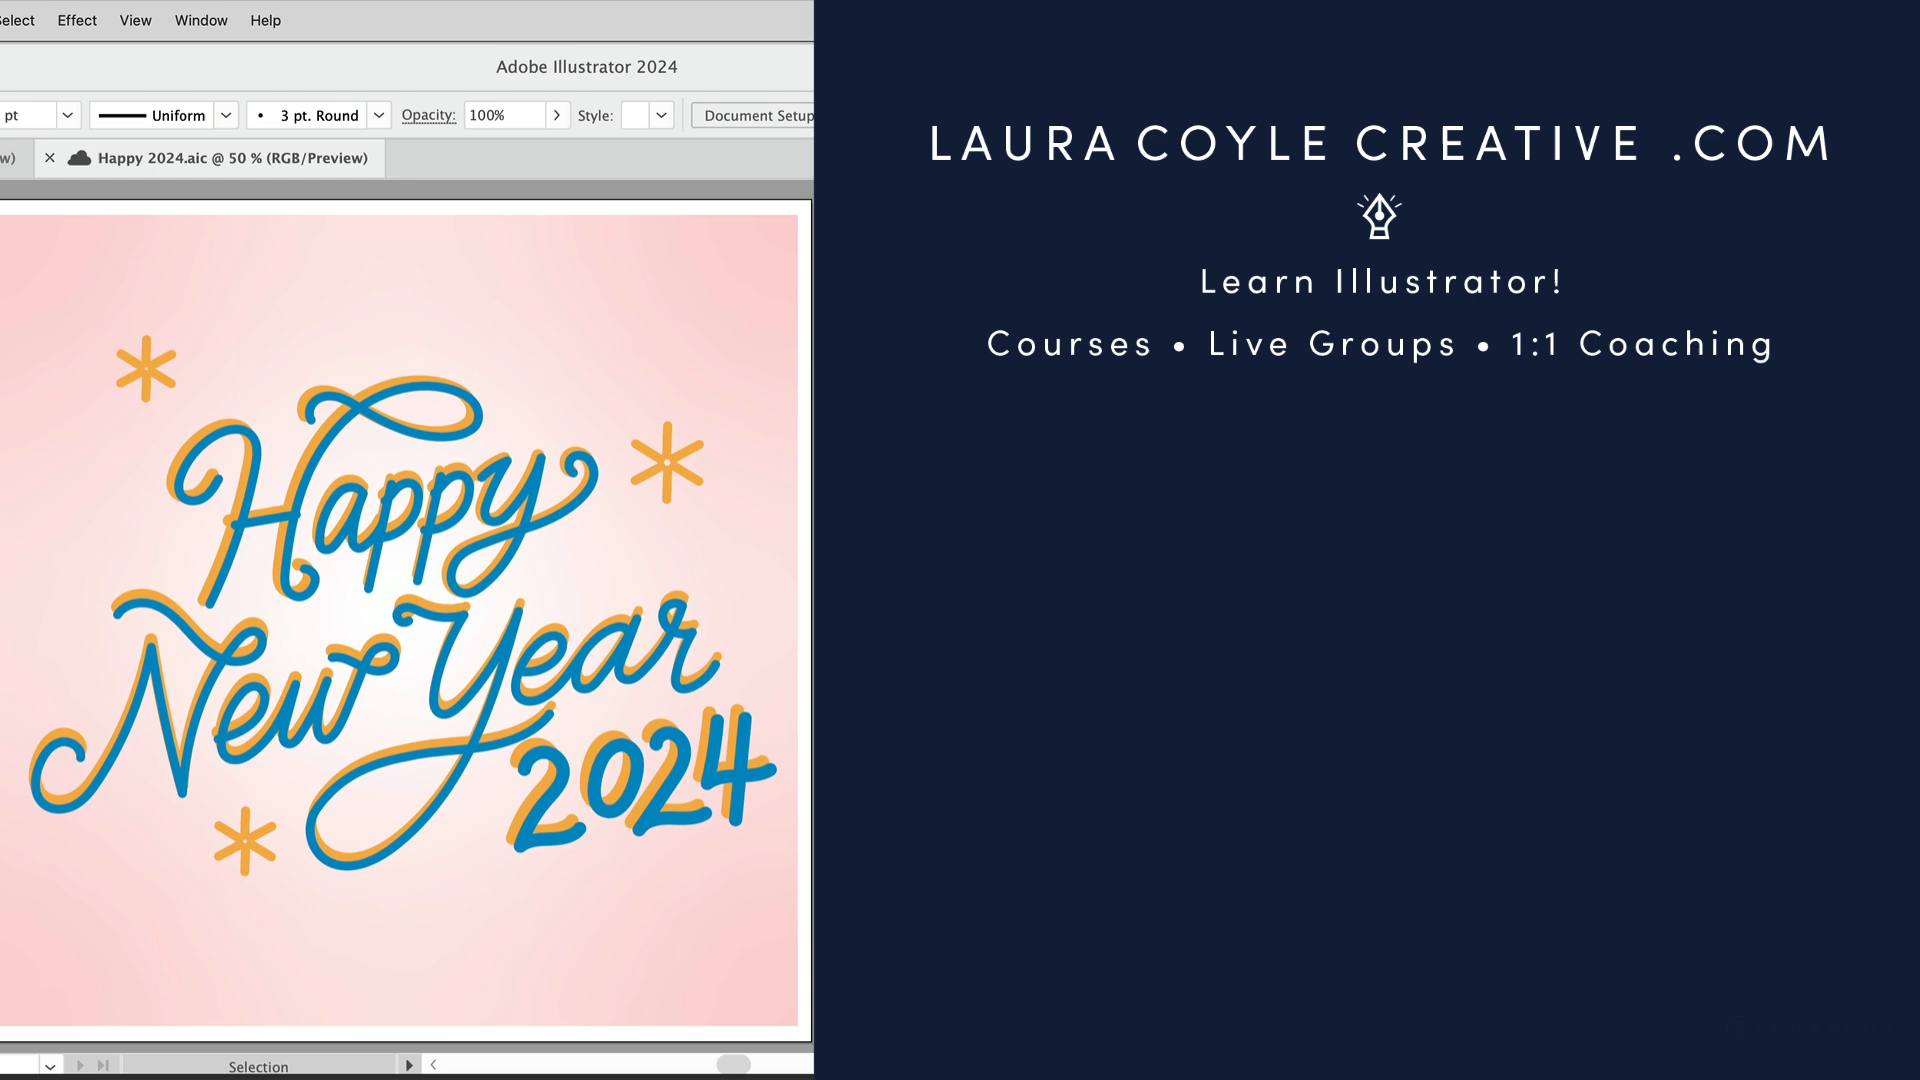 Select Effect View Window Help
Adobe Illustrator 2024
pt Uniform 3 pt. Round Opacity: 100% Style: Document Setup
w) × Happy 2024.aic @ 50 % (RGB/Preview)
Happy
New Year
2024
Selection
LAURA COYLE CREATIVE .COM
Learn Illustrator!
Courses • Live Groups • 1:1 Coaching